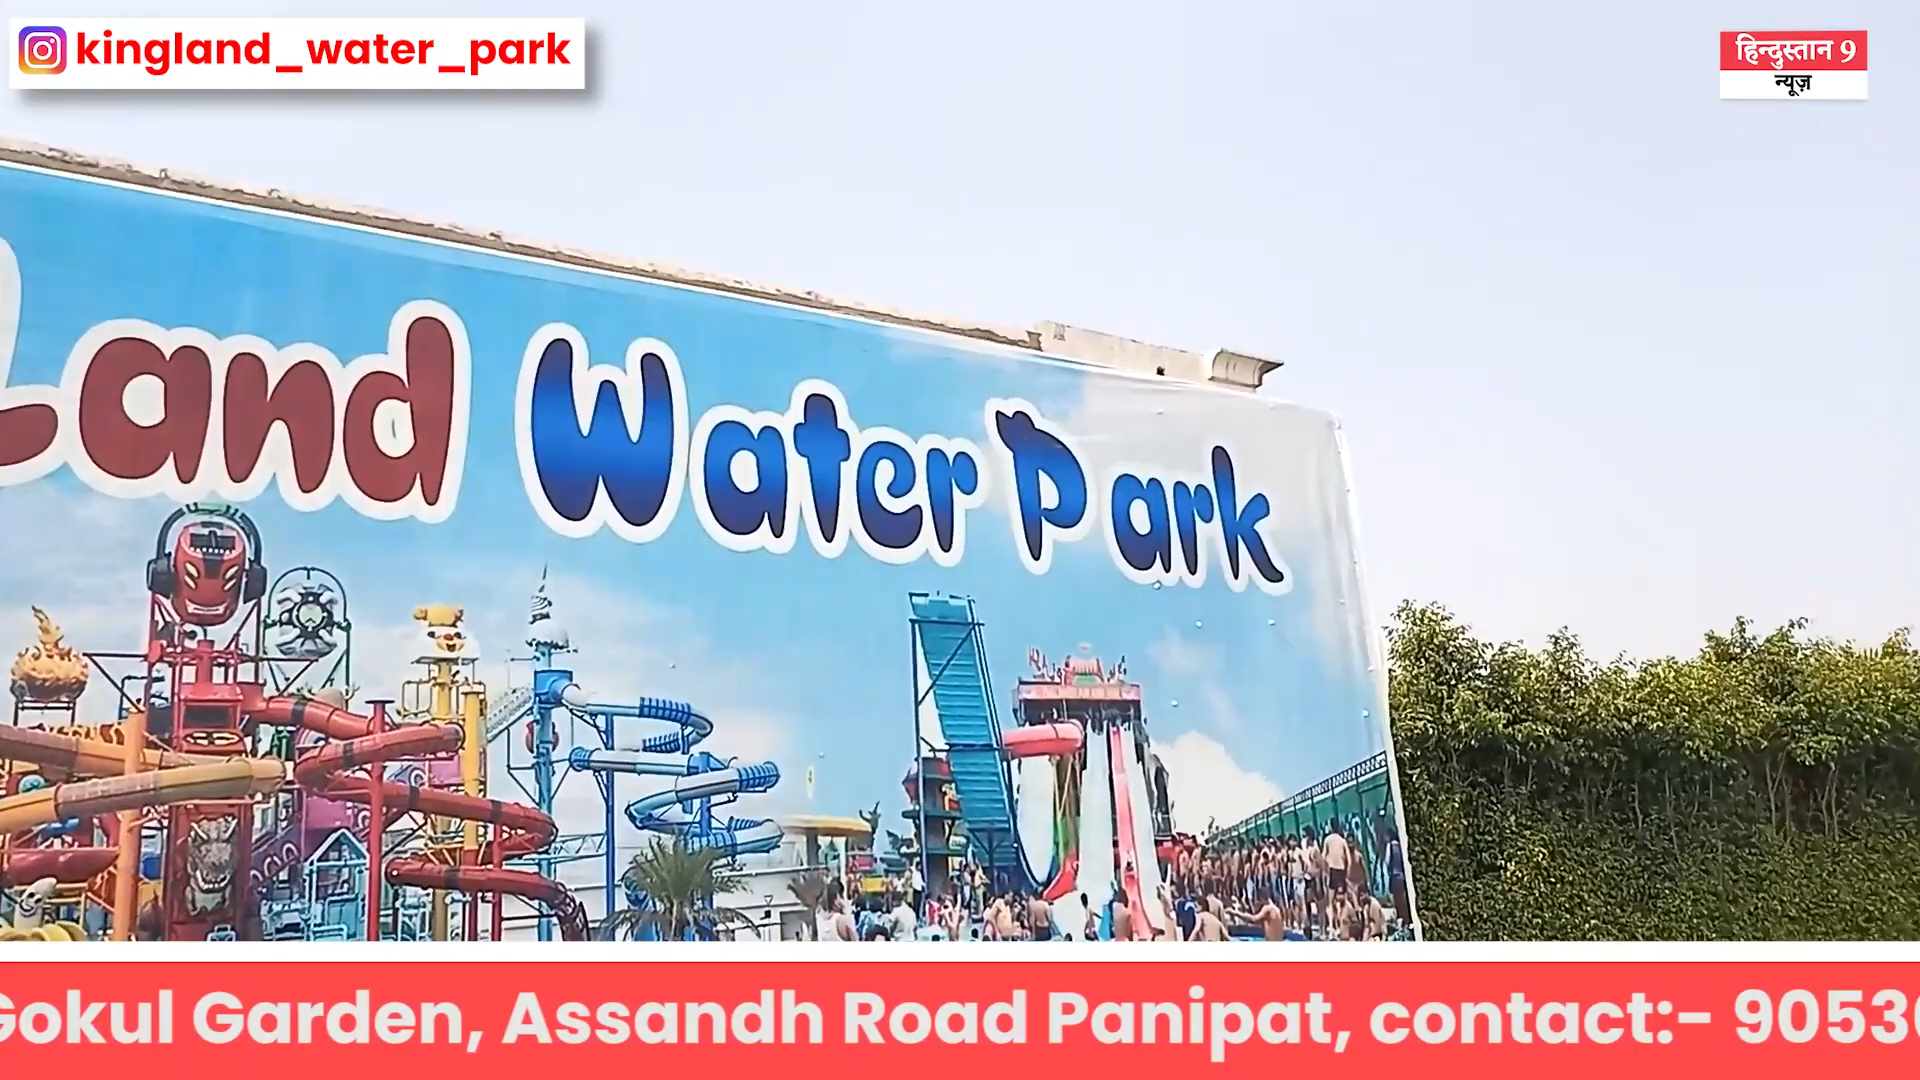 kingland_water_park
हिन्दुस्तान 9
न्यूज़
Land Water Park
Gokul Garden, Assandh Road Panipat, contact:- 9053